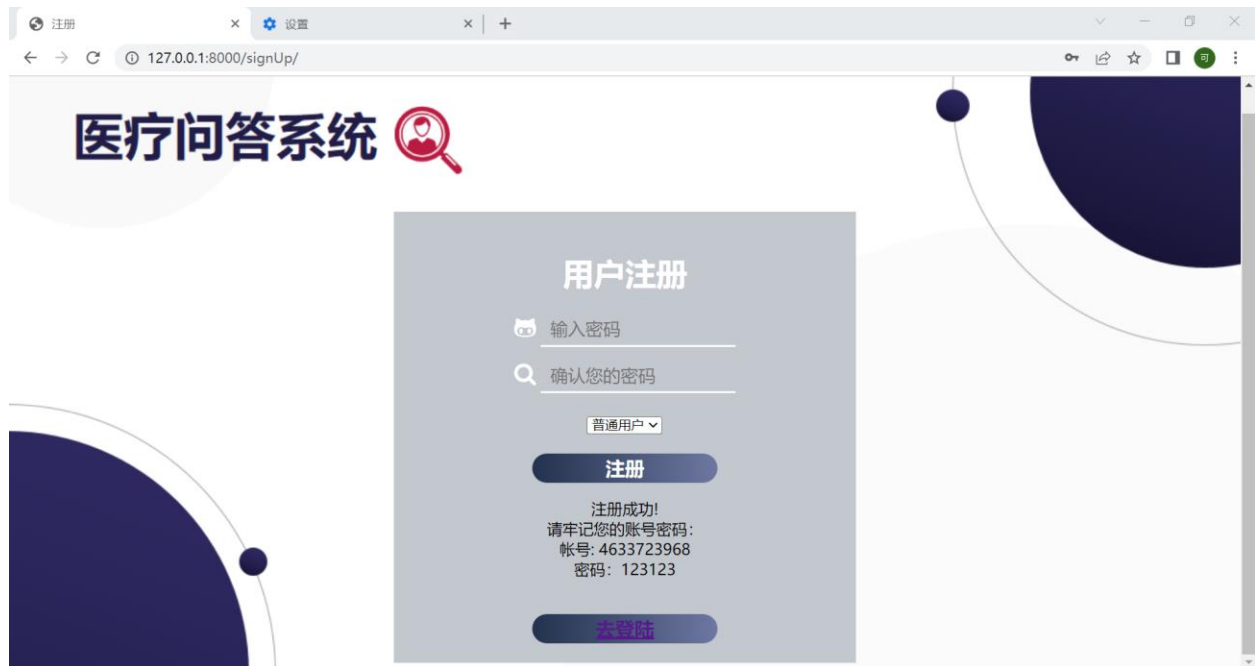 注册
设置
127.0.0.1:8000/signUp/
可
医疗问答系统
用户注册
输入密码
确认您的密码
普通用户
注册
注册成功!
请牢记您的账号密码：
帐号: 4633723968
密码：123123
去登陆